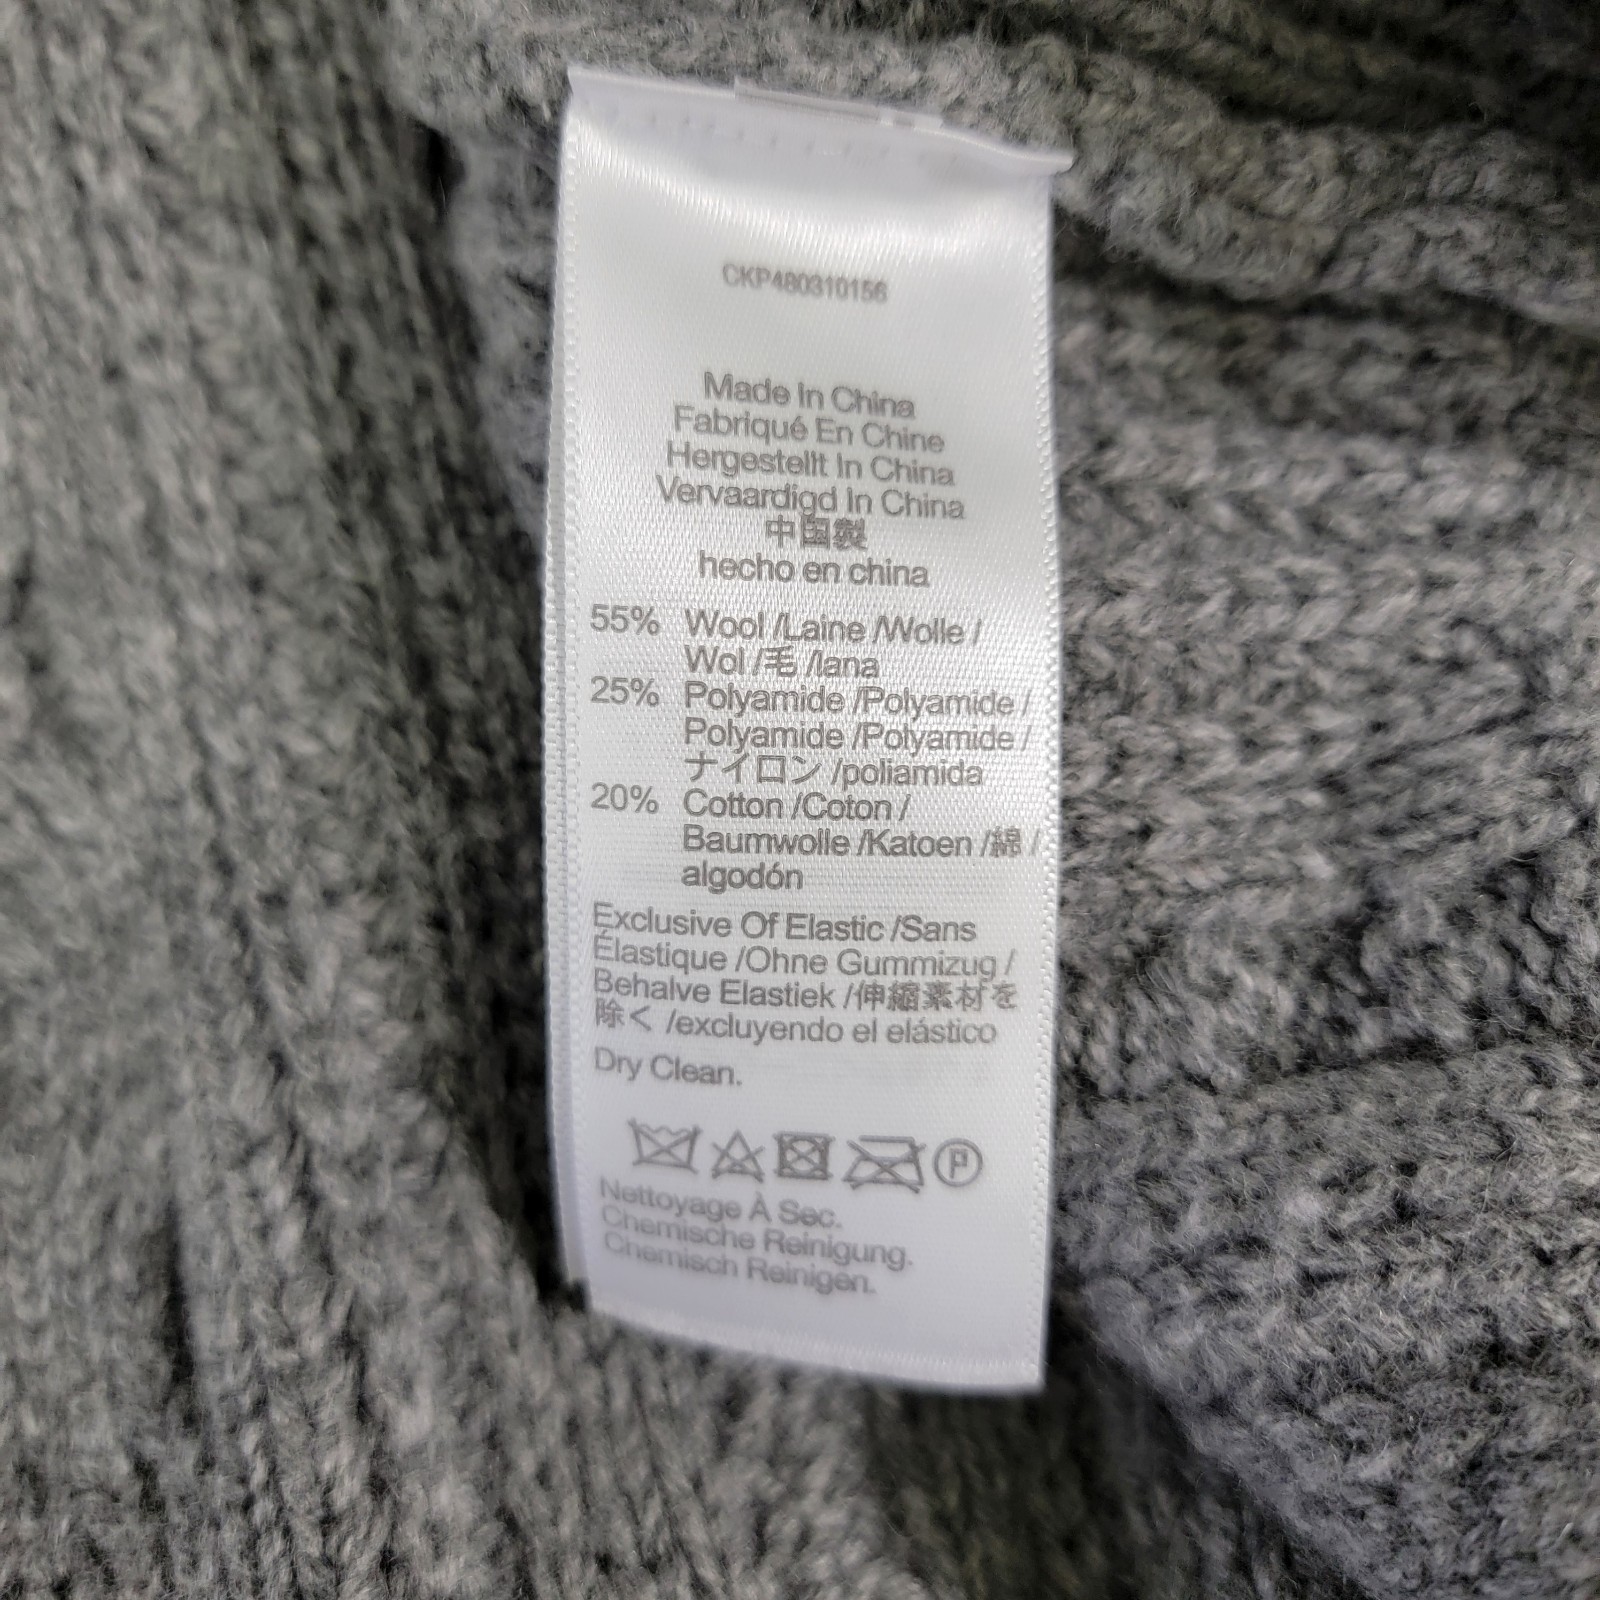 CKP480310156
Made In China
Fabriqué En Chine
Hergestellt In China
Vervaardigd In China
中国製
hecho en china
55% Wool /Laine /Wolle /
Wol /毛 /lana
25% Polyamide /Polyamide /
Polyamide /Polyamide /
ナイロン /poliamida
20% Cotton /Coton /
Baumwolle /Katoen /綿 /
algodón
Exclusive Of Elastic /Sans
Élastique /Ohne Gummizug /
Behalve Elastiek /伸縮素材を
除く /excluyendo el elástico
Dry Clean.
P
Nettoyage À Sec.
Chemische Reinigung.
Chemisch Reinigen.